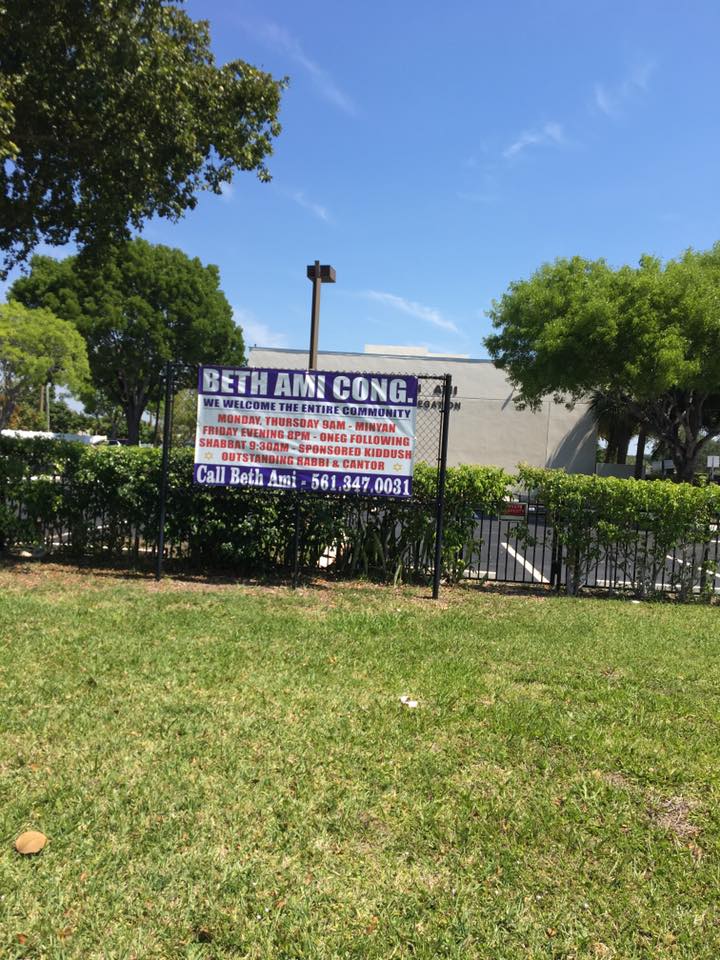 BETH AMI CONG.
WE WELCOME THE ENTIRE COMMUNITY
MONDAY, THURSDAY 9AM - MINYAN
FRIDAY EVENING 8PM - ONEG FOLLOWING
SHABBAT 9:30AM - SPONSORED KIDDUSH
OUTSTANDING RABBI & CANTOR
Call Beth Ami - 561.347.0031